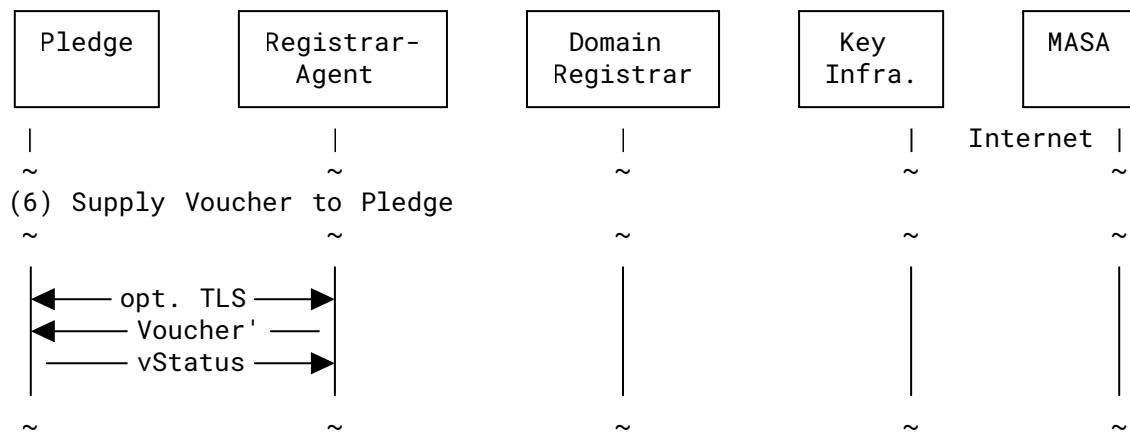 Pledge Registrar- Domain Key MASA
Agent Registrar Infra.
| | | | Internet |
~ ~ ~ ~ ~
(6) Supply Voucher to Pledge
~ ~ ~ ~ ~
opt. TLS
Voucher'
vStatus
~ ~ ~ ~ ~